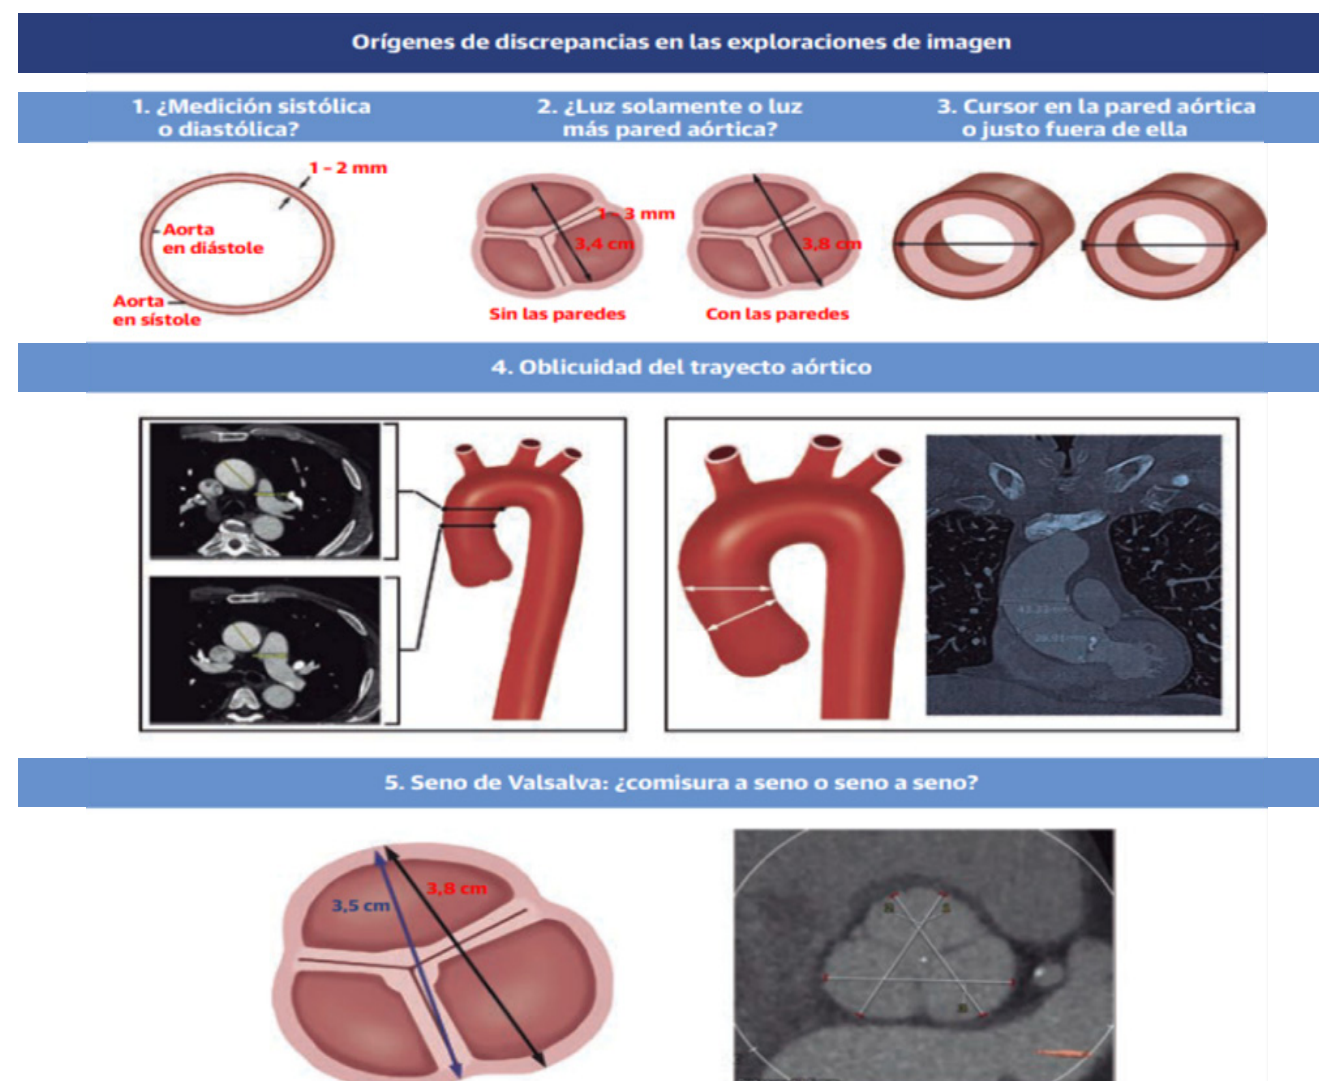 Orígenes de discrepancias en las exploraciones de imagen
1. ¿Medición sistólica
o diastólica?
2. ¿Luz solamente o luz
más pared aórtica?
3. Cursor en la pared aórtica
o justo fuera de ella
1 – 2 mm
Aorta
en diástole
Aorta
en sístole
1 – 3 mm
3,4 cm
Sin las paredes
3,8 cm
Con las paredes
4. Oblicuidad del trayecto aórtico
5. Seno de Valsalva: ¿comisura a seno o seno a seno?
3,8 cm
3,5 cm